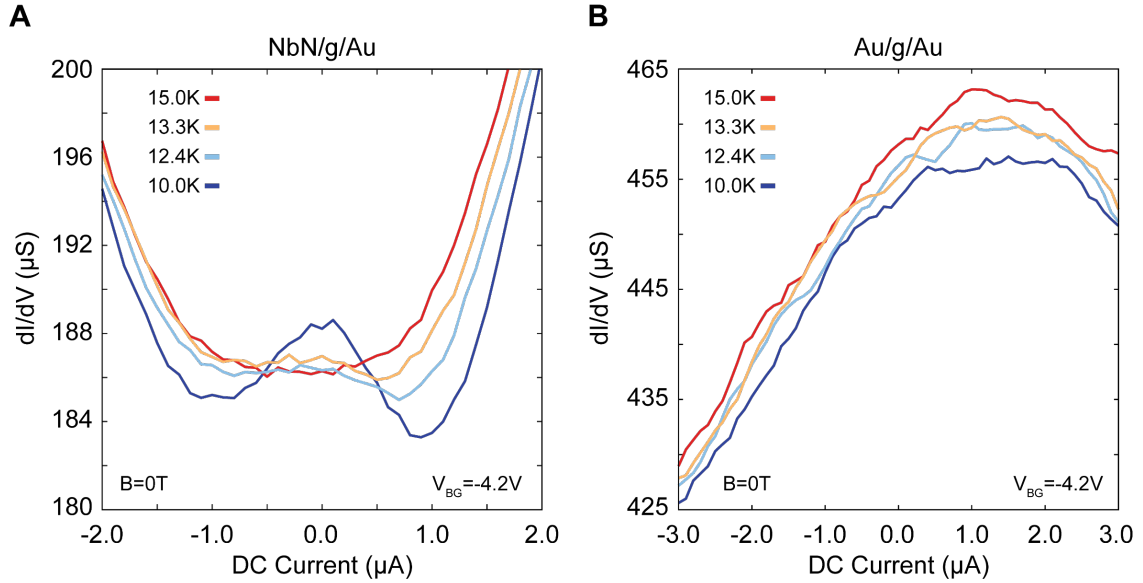 A
NbN/g/Au
200
196
192
188
184
180
dI/dV (µS)
15.0K
13.3K
12.4K
10.0K
B=0T
V_BG=-4.2V
-2.0
-1.0
0.0
1.0
2.0
DC Current (µA)
B
Au/g/Au
465
455
445
435
425
dI/dV (µS)
15.0K
13.3K
12.4K
10.0K
B=0T
V_BG=-4.2V
-3.0
-2.0
-1.0
0.0
1.0
2.0
3.0
DC Current (µA)